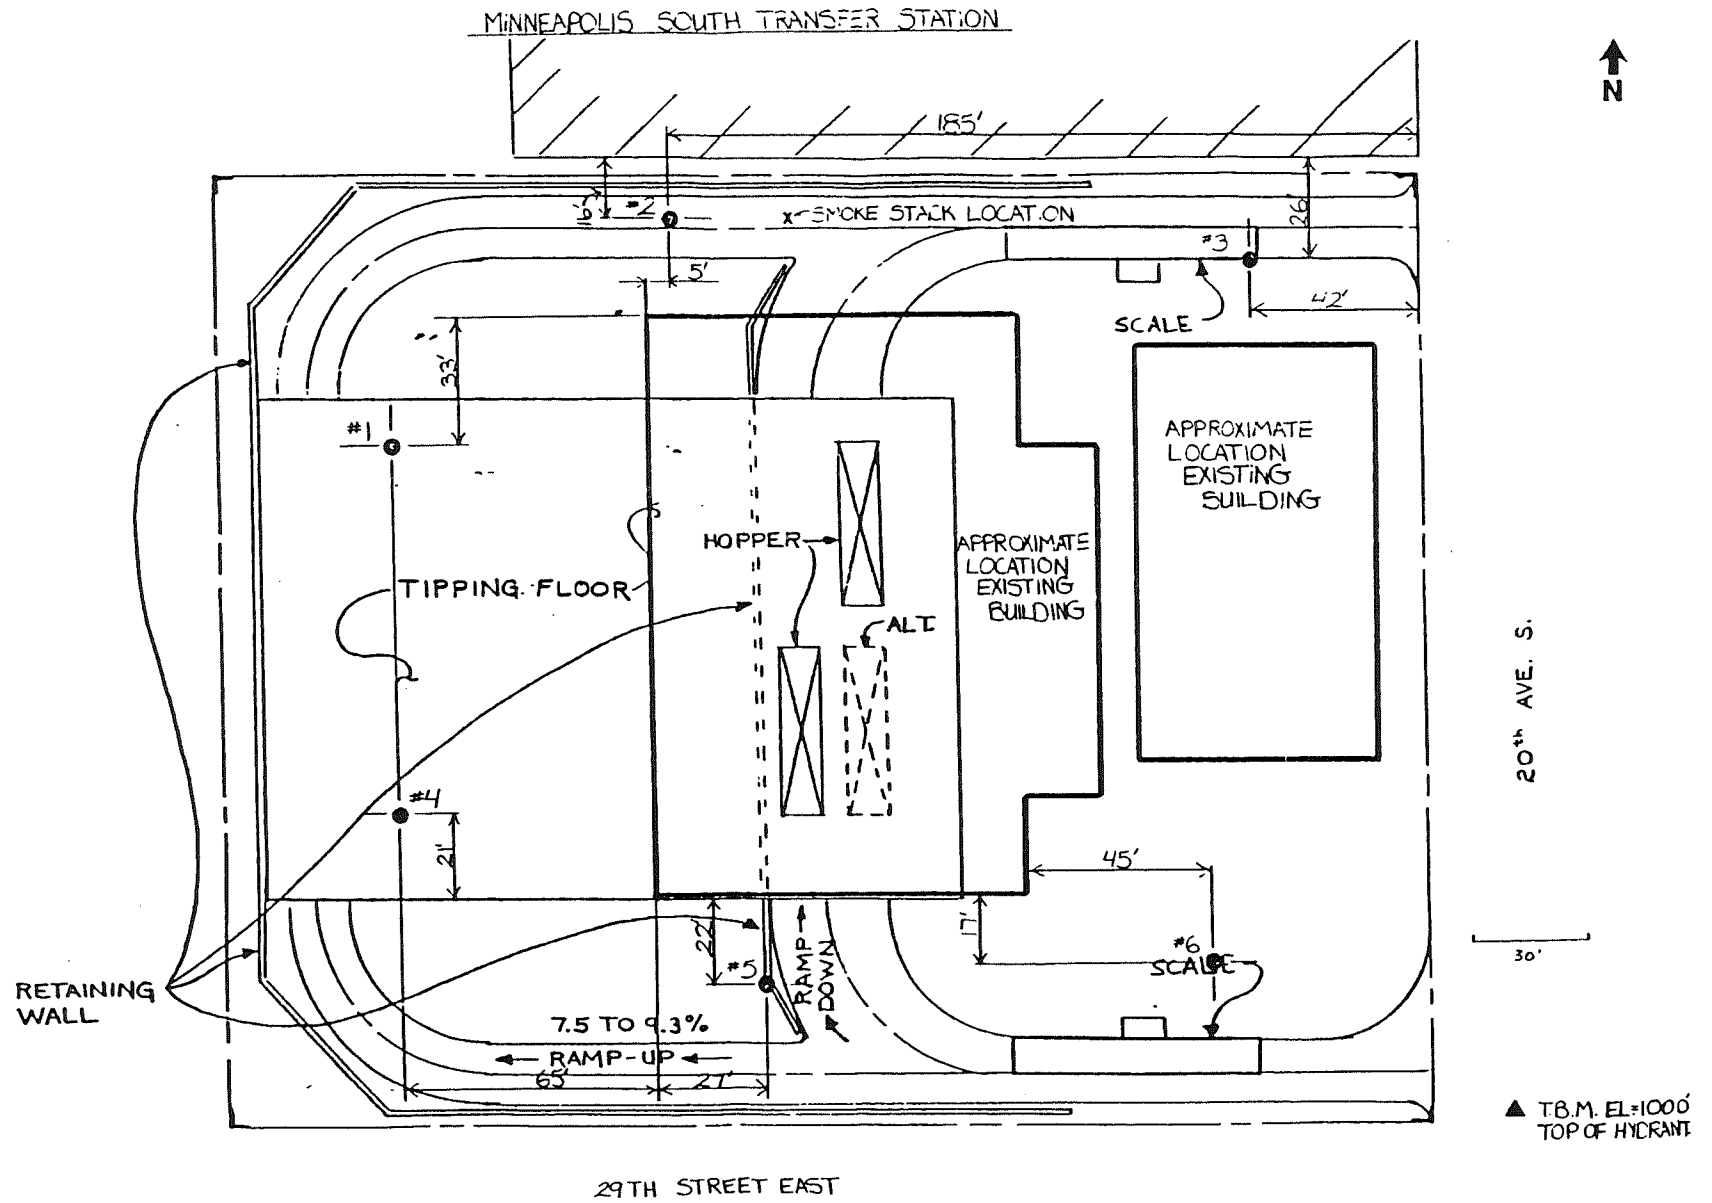 MINNEAPOLIS SOUTH TRANSFER STATION
N
185'
16'
#2
x SMOKE STACK LOCATION
26'
#3
5'
42'
SCALE
33'
#1
APPROXIMATE
LOCATION
EXISTING
BUILDING
HOPPER
APPROXIMATE
LOCATION
EXISTING
BUILDING
TIPPING FLOOR
ALT.
20th AVE. S.
#4
21'
45'
22'
17'
#5
RAMP
DOWN
#6
SCALE
30'
RETAINING
WALL
7.5 TO 9.3%
RAMP-UP
65'
27'
T.B.M. EL=1000'
TOP OF HYDRANT
29TH STREET EAST